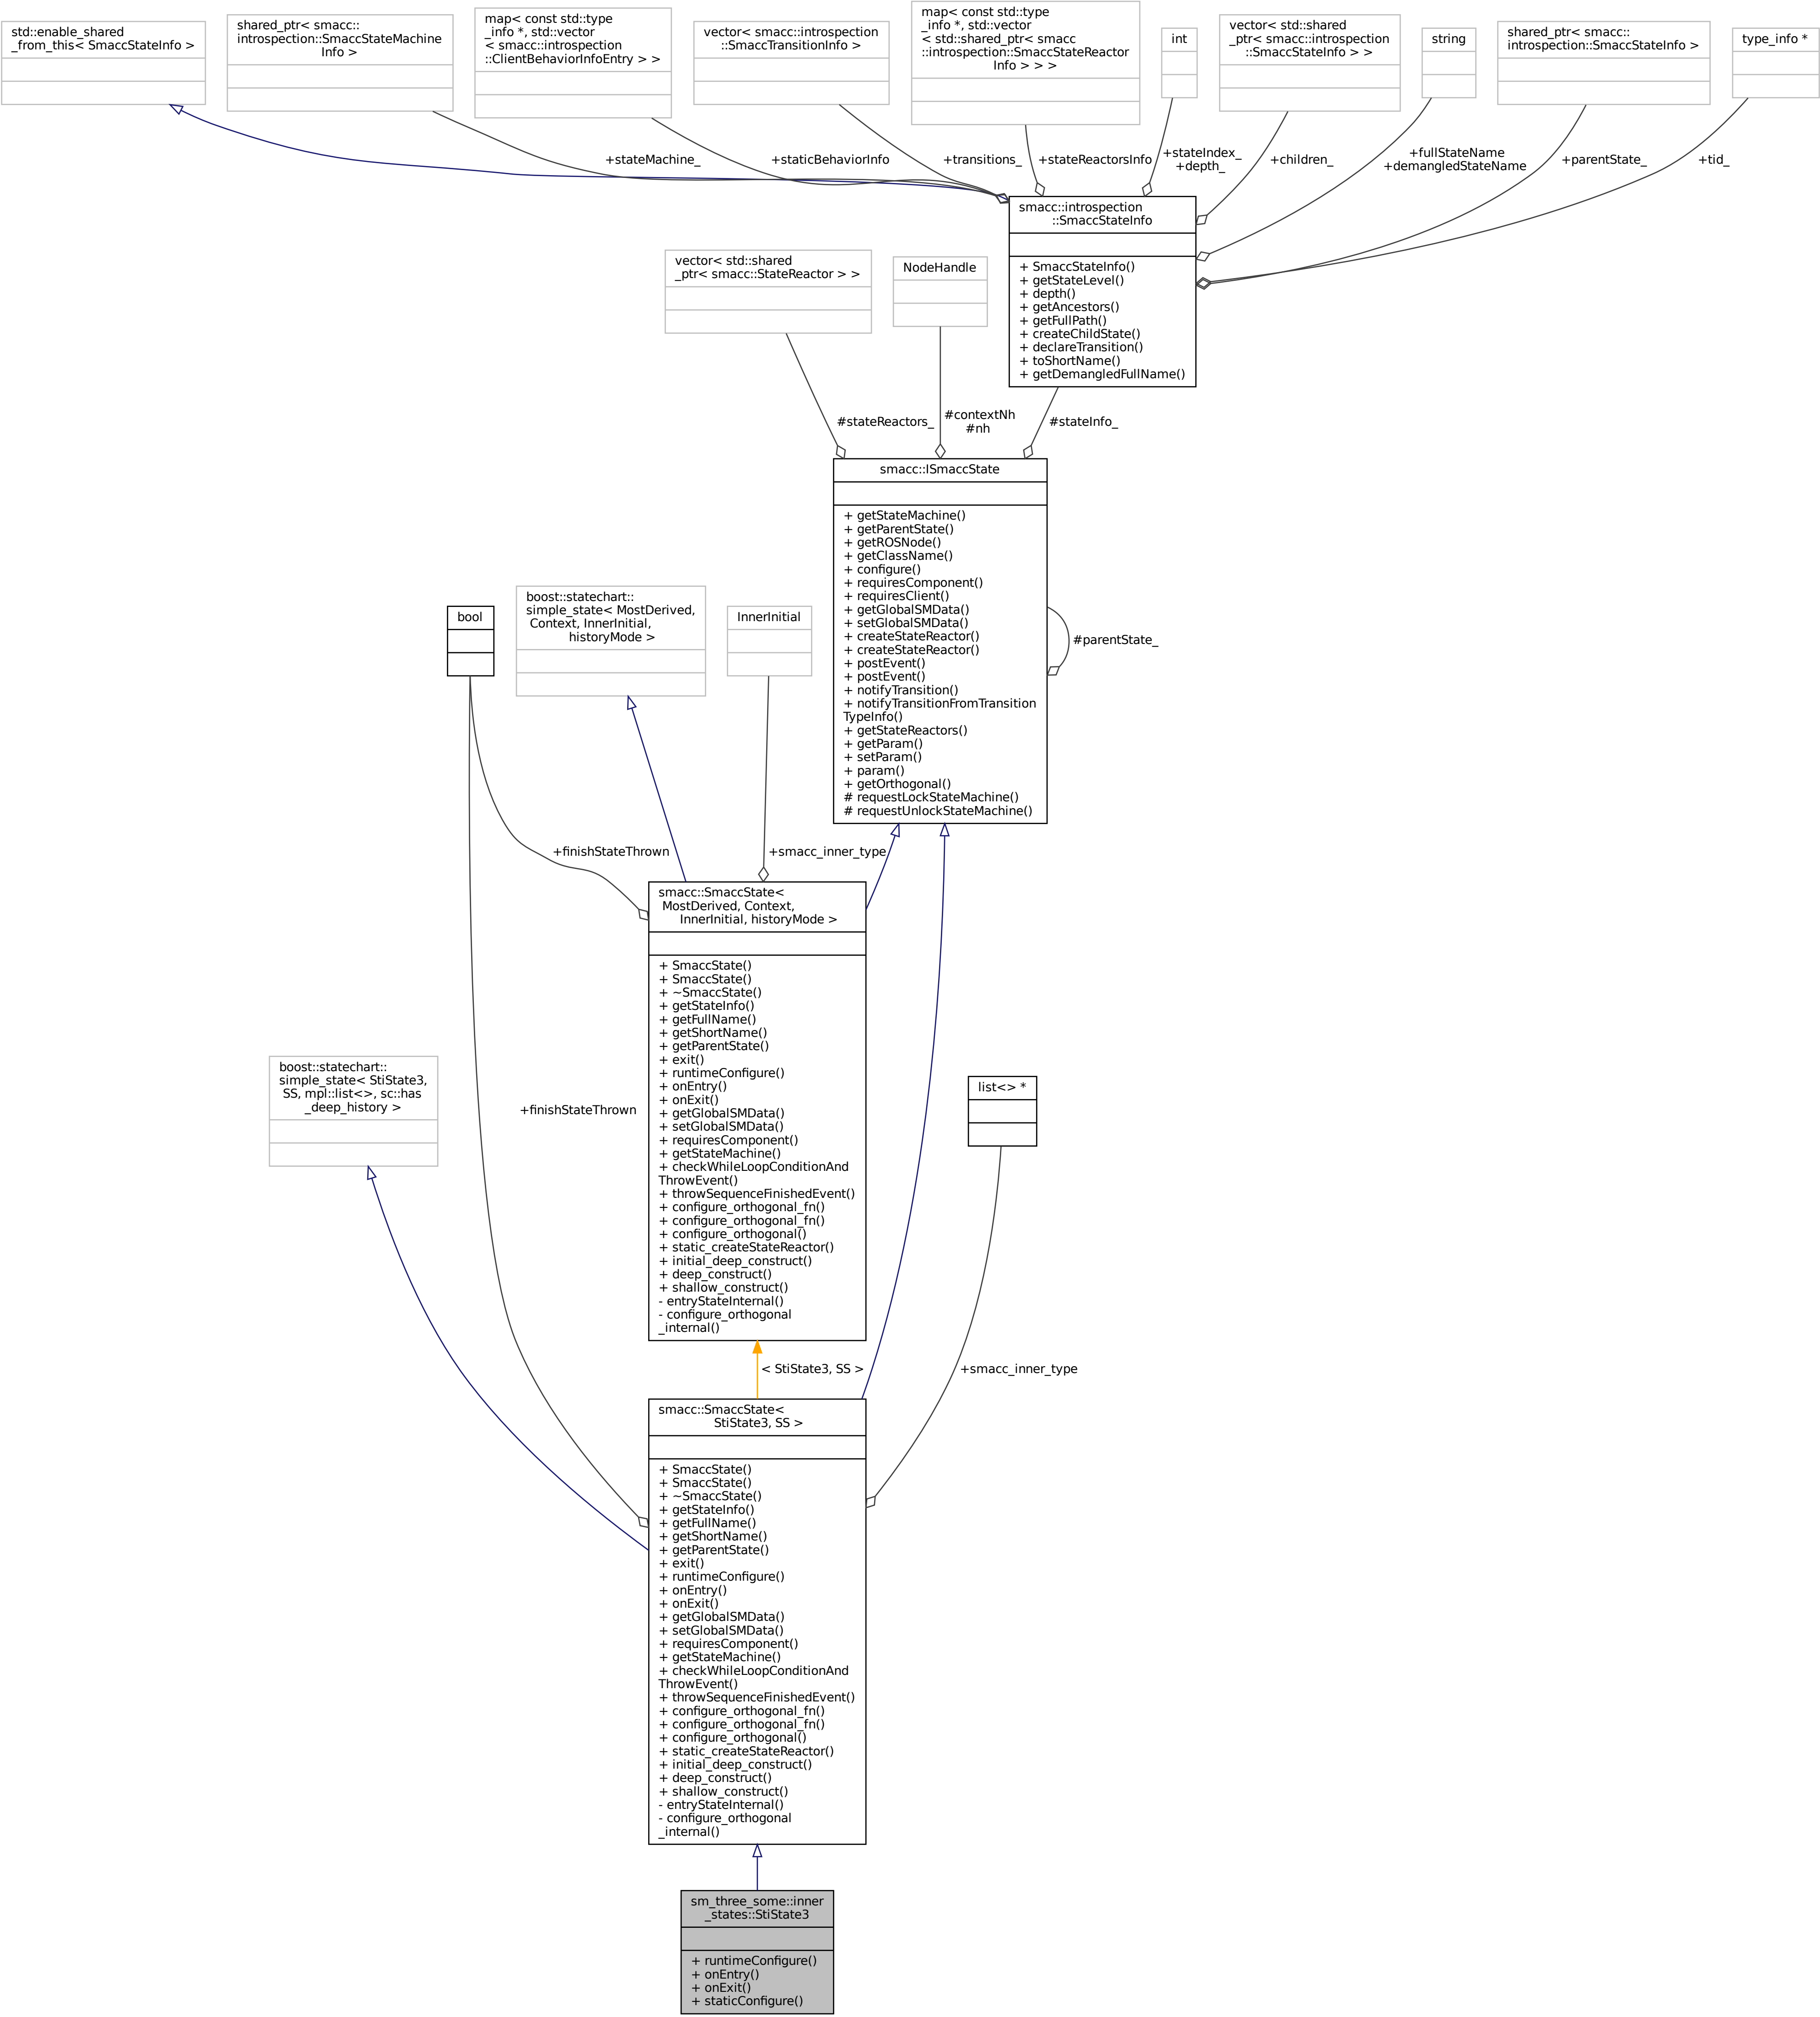 std::enable_shared
_from_this< SmaccStateInfo >
shared_ptr< smacc::
introspection::SmaccStateMachine
Info >
map< const std::type
_info *, std::vector
< smacc::introspection
::ClientBehaviorInfoEntry > >
vector< smacc::introspection
::SmaccTransitionInfo >
map< const std::type
_info *, std::vector
< std::shared_ptr< smacc
::introspection::SmaccStateReactor
Info > > >
int
vector< std::shared
_ptr< smacc::introspection
::SmaccStateInfo > >
string
shared_ptr< smacc::
introspection::SmaccStateInfo >
type_info *
+stateMachine_
+staticBehaviorInfo
+transitions_
+stateReactorsInfo
+stateIndex_
+depth_
+children_
+fullStateName
+demangledStateName
+parentState_
+tid_
smacc::introspection
::SmaccStateInfo
+ SmaccStateInfo()
+ getStateLevel()
+ depth()
+ getAncestors()
+ getFullPath()
+ createChildState()
+ declareTransition()
+ toShortName()
+ getDemangledFullName()
vector< std::shared
_ptr< smacc::StateReactor > >
NodeHandle
#stateReactors_
#contextNh
#nh
#stateInfo_
smacc::ISmaccState
+ getStateMachine()
+ getParentState()
+ getROSNode()
+ getClassName()
+ configure()
+ requiresComponent()
+ requiresClient()
+ getGlobalSMData()
+ setGlobalSMData()
+ createStateReactor()
+ createStateReactor()
+ postEvent()
+ postEvent()
+ notifyTransition()
+ notifyTransitionFromTransition
TypeInfo()
+ getStateReactors()
+ getParam()
+ setParam()
+ param()
+ getOrthogonal()
# requestLockStateMachine()
# requestUnlockStateMachine()
#parentState_
bool
boost::statechart::
simple_state< MostDerived,
Context, InnerInitial,
historyMode >
InnerInitial
+finishStateThrown
+smacc_inner_type
smacc::SmaccState<
MostDerived, Context,
InnerInitial, historyMode >
+ SmaccState()
+ SmaccState()
+ ~SmaccState()
+ getStateInfo()
+ getFullName()
+ getShortName()
+ getParentState()
+ exit()
+ runtimeConfigure()
+ onEntry()
+ onExit()
+ getGlobalSMData()
+ setGlobalSMData()
+ requiresComponent()
+ getStateMachine()
+ checkWhileLoopConditionAnd
ThrowEvent()
+ throwSequenceFinishedEvent()
+ configure_orthogonal_fn()
+ configure_orthogonal_fn()
+ configure_orthogonal()
+ static_createStateReactor()
+ initial_deep_construct()
+ deep_construct()
+ shallow_construct()
- entryStateInternal()
- configure_orthogonal
_internal()
boost::statechart::
simple_state< StiState3,
SS, mpl::list<>, sc::has
_deep_history >
+finishStateThrown
list<> *
< StiState3, SS >
+smacc_inner_type
smacc::SmaccState<
StiState3, SS >
+ SmaccState()
+ SmaccState()
+ ~SmaccState()
+ getStateInfo()
+ getFullName()
+ getShortName()
+ getParentState()
+ exit()
+ runtimeConfigure()
+ onEntry()
+ onExit()
+ getGlobalSMData()
+ setGlobalSMData()
+ requiresComponent()
+ getStateMachine()
+ checkWhileLoopConditionAnd
ThrowEvent()
+ throwSequenceFinishedEvent()
+ configure_orthogonal_fn()
+ configure_orthogonal_fn()
+ configure_orthogonal()
+ static_createStateReactor()
+ initial_deep_construct()
+ deep_construct()
+ shallow_construct()
- entryStateInternal()
- configure_orthogonal
_internal()
sm_three_some::inner
_states::StiState3
+ runtimeConfigure()
+ onEntry()
+ onExit()
+ staticConfigure()